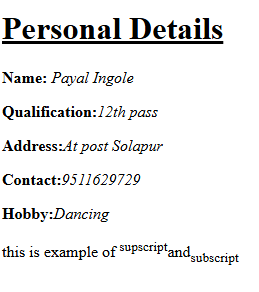 Personal Details
Name: Payal Ingole
Qualification:12th pass
Address:At post Solapur
Contact:9511629729
Hobby:Dancing
this is example of supscriptandsubscript